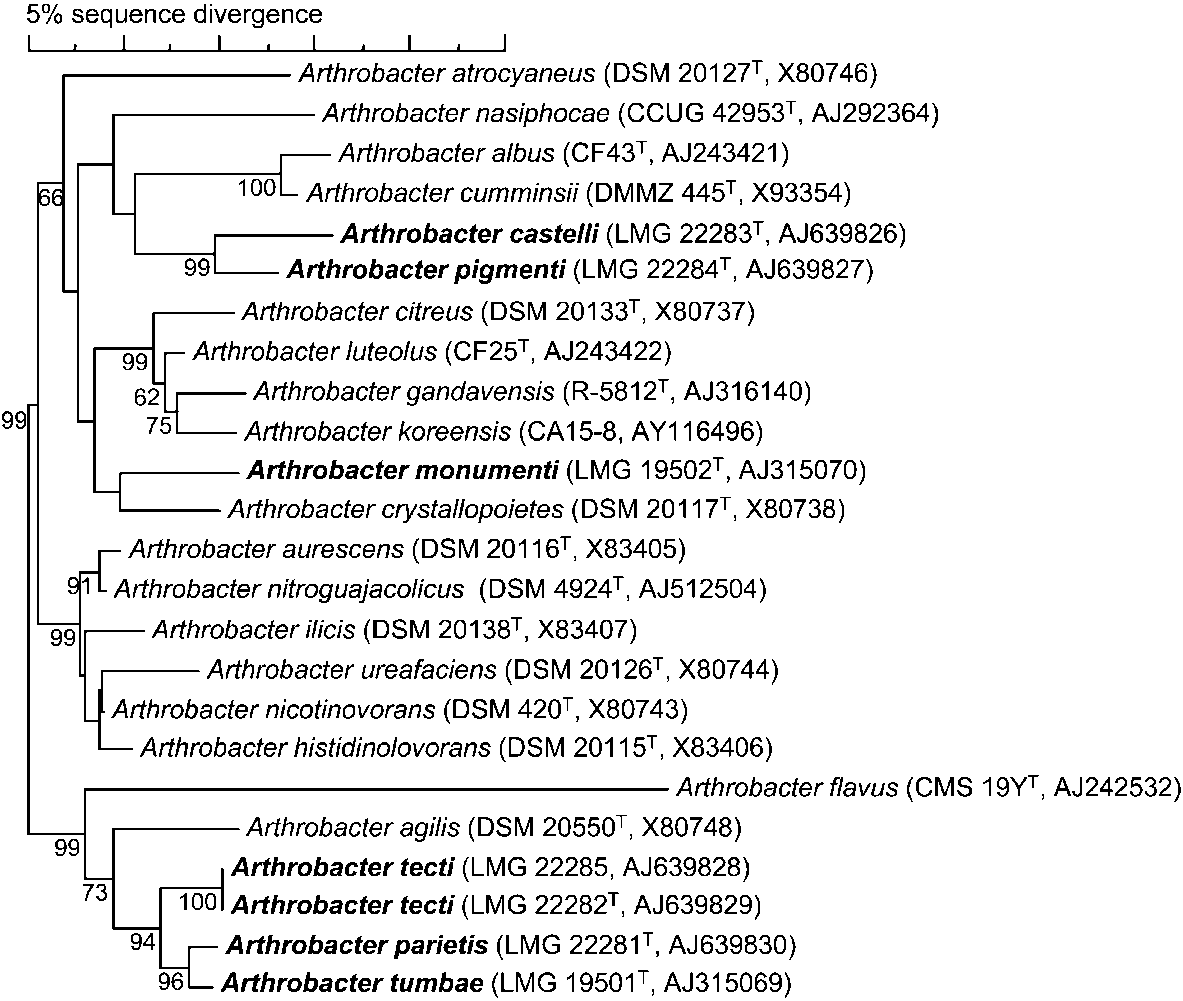 5% sequence divergence
Arthrobacter atrocyaneus (DSM 20127ᵀ, X80746)
Arthrobacter nasiphocae (CCUG 42953ᵀ, AJ292364)
Arthrobacter albus (CF43ᵀ, AJ243421)
100
Arthrobacter cumminsii (DMMZ 445ᵀ, X93354)
66
Arthrobacter castelli (LMG 22283ᵀ, AJ639826)
99
Arthrobacter pigmenti (LMG 22284ᵀ, AJ639827)
Arthrobacter citreus (DSM 20133ᵀ, X80737)
99
Arthrobacter luteolus (CF25ᵀ, AJ243422)
62
Arthrobacter gandavensis (R-5812ᵀ, AJ316140)
75
Arthrobacter koreensis (CA15-8, AY116496)
99
Arthrobacter monumenti (LMG 19502ᵀ, AJ315070)
Arthrobacter crystallopoietes (DSM 20117ᵀ, X80738)
Arthrobacter aurescens (DSM 20116ᵀ, X83405)
91
Arthrobacter nitroguajacolicus (DSM 4924ᵀ, AJ512504)
99
Arthrobacter ilicis (DSM 20138ᵀ, X83407)
Arthrobacter ureafaciens (DSM 20126ᵀ, X80744)
Arthrobacter nicotinovorans (DSM 420ᵀ, X80743)
Arthrobacter histidinolovorans (DSM 20115ᵀ, X83406)
Arthrobacter flavus (CMS 19Yᵀ, AJ242532)
99
Arthrobacter agilis (DSM 20550ᵀ, X80748)
73
Arthrobacter tecti (LMG 22285, AJ639828)
100
Arthrobacter tecti (LMG 22282ᵀ, AJ639829)
94
Arthrobacter parietis (LMG 22281ᵀ, AJ639830)
96
Arthrobacter tumbae (LMG 19501ᵀ, AJ315069)